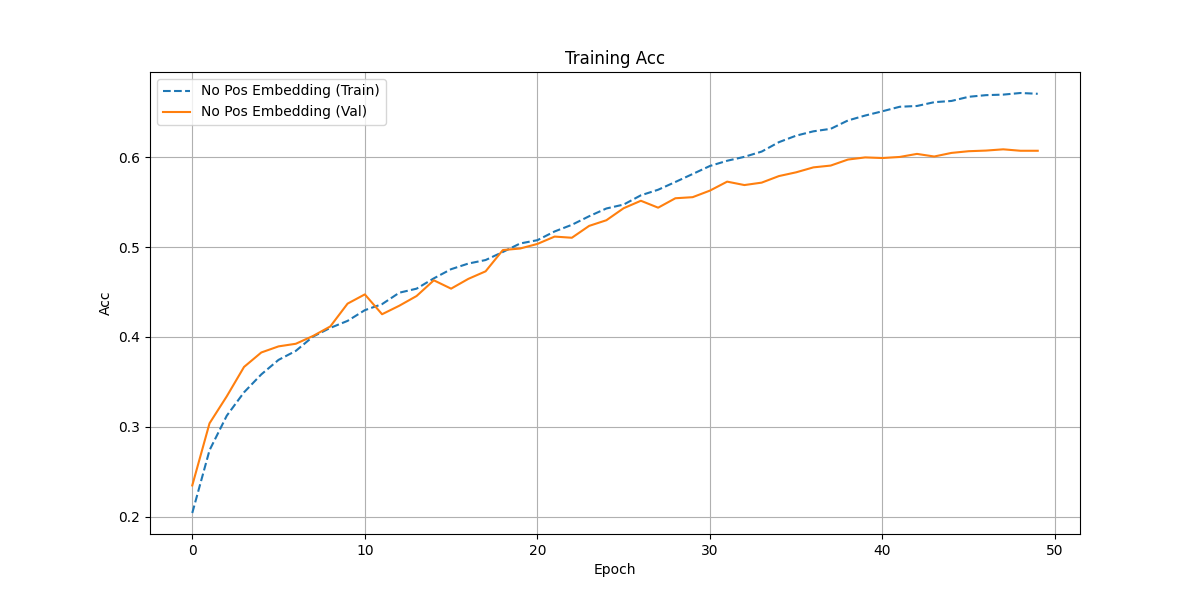 Training Acc
No Pos Embedding (Train)
No Pos Embedding (Val)
Acc
0.6
0.5
0.4
0.3
0.2
0 10 20 30 40 50
Epoch